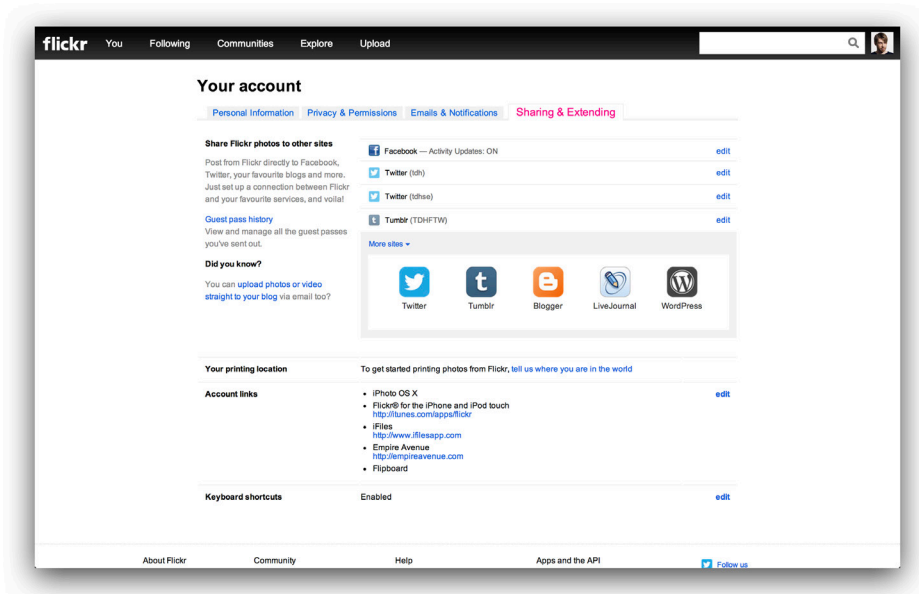 flickr You Following Communities Explore Upload
Your account
Personal Information Privacy & Permissions Emails & Notifications Sharing & Extending
Share Flickr photos to other sites
Post from Flickr directly to Facebook,
Twitter, your favourite blogs and more.
Just set up a connection between Flickr
and your favourite services, and voila!
Guest pass history
View and manage all the guest passes
you've sent out.
Did you know?
You can upload photos or video
straight to your blog via email too?
Facebook — Activity Updates: ON edit
Twitter (tdh) edit
Twitter (tdhse) edit
Tumblr (TDHFTW) edit
More sites
Twitter Tumblr Blogger LiveJournal WordPress
Your printing location To get started printing photos from Flickr, tell us where you are in the world
Account links edit
• iPhoto OS X
• Flickr® for the iPhone and iPod touch
http://itunes.com/apps/flickr
• iFiles
http://www.ifilesapp.com
• Empire Avenue
http://empireavenue.com
• Flipboard
Keyboard shortcuts Enabled edit
About Flickr Community Help Apps and the API Follow us